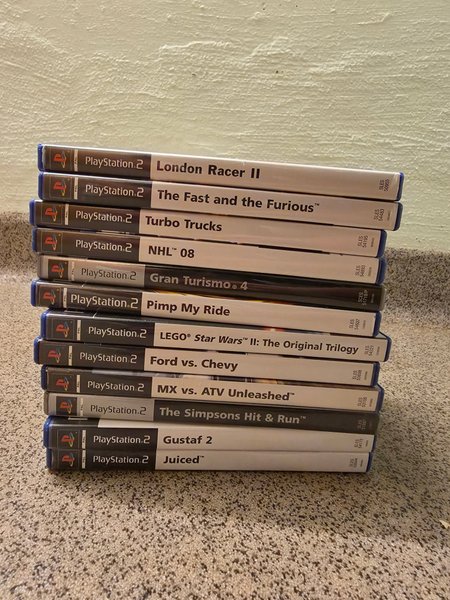 PlayStation 2 London Racer II
PlayStation 2 The Fast and the Furious™
PlayStation 2 Turbo Trucks
PlayStation 2 NHL™ 08
PlayStation 2 Gran Turismo® 4
PlayStation 2 Pimp My Ride
PlayStation 2 LEGO® Star Wars™ II: The Original Trilogy
PlayStation 2 Ford vs. Chevy
PlayStation 2 MX vs. ATV Unleashed™
PlayStation 2 The Simpsons Hit & Run™
PlayStation 2 Gustaf 2
PlayStation 2 Juiced™